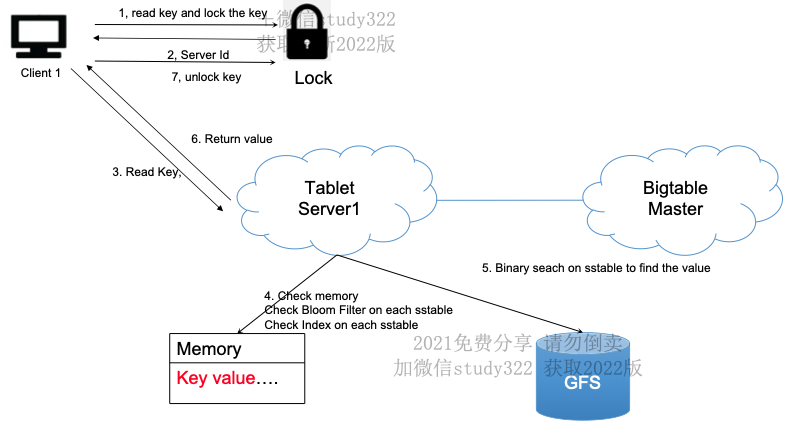 1, read key and lock the key
加微信study322
2021版
2, Server Id
7, unlock key
Client 1
Lock
6. Return value
3. Read Key,
Tablet
Server1
Bigtable
Master
5. Binary seach on sstable to find the value
4. Check memory
Check Bloom Filter on each sstable
Check Index on each sstable
2021免费分享 请勿倒卖
加微信study322 获取2022版
Memory
Key value....
GFS